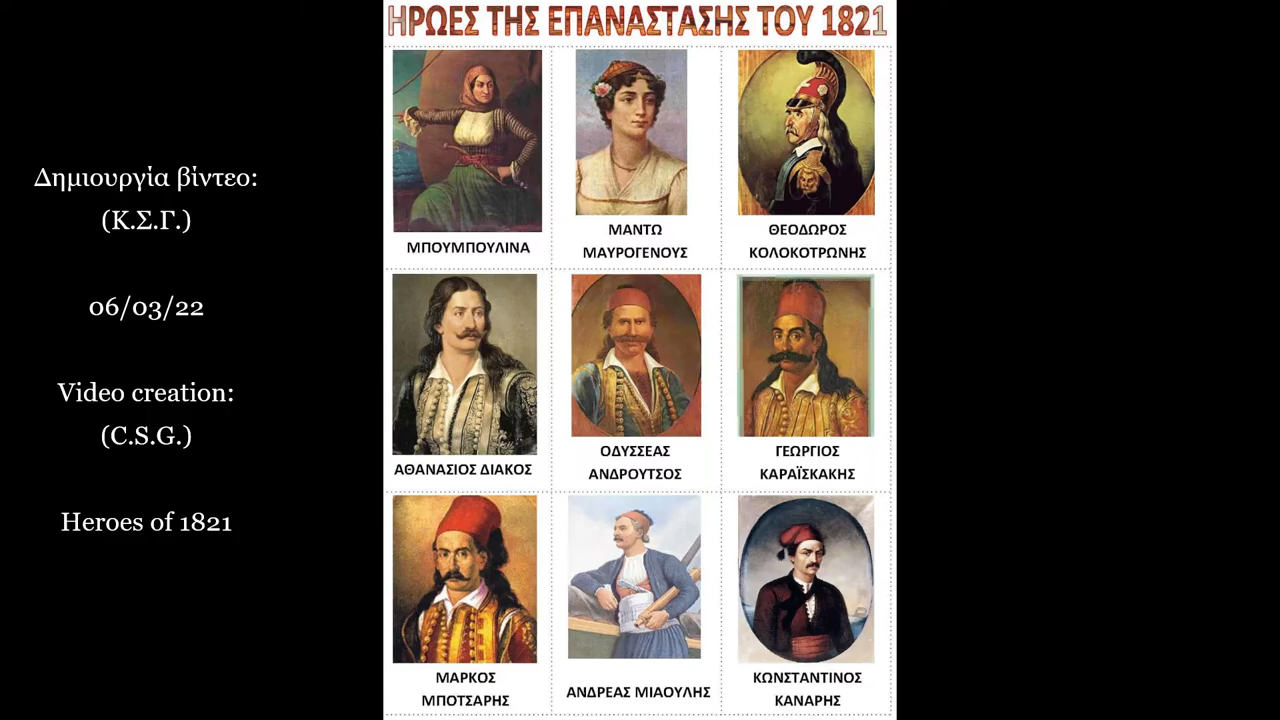 Δημιουργία βίντεο:
(Κ.Σ.Γ.)
06/03/22
Video creation:
(C.S.G.)
Heroes of 1821
ΗΡΩΕΣ ΤΗΣ ΕΠΑΝΑΣΤΑΣΗΣ ΤΟΥ 1821
ΜΠΟΥΜΠΟΥΛΙΝΑ
ΜΑΝΤΩ
ΜΑΥΡΟΓΕΝΟΥΣ
ΘΕΟΔΩΡΟΣ
ΚΟΛΟΚΟΤΡΩΝΗΣ
ΑΘΑΝΑΣΙΟΣ ΔΙΑΚΟΣ
ΟΔΥΣΣΕΑΣ
ΑΝΔΡΟΥΤΣΟΣ
ΓΕΩΡΓΙΟΣ
ΚΑΡΑΪΣΚΑΚΗΣ
ΜΑΡΚΟΣ
ΜΠΟΤΣΑΡΗΣ
ΑΝΔΡΕΑΣ ΜΙΑΟΥΛΗΣ
ΚΩΝΣΤΑΝΤΙΝΟΣ
ΚΑΝΑΡΗΣ